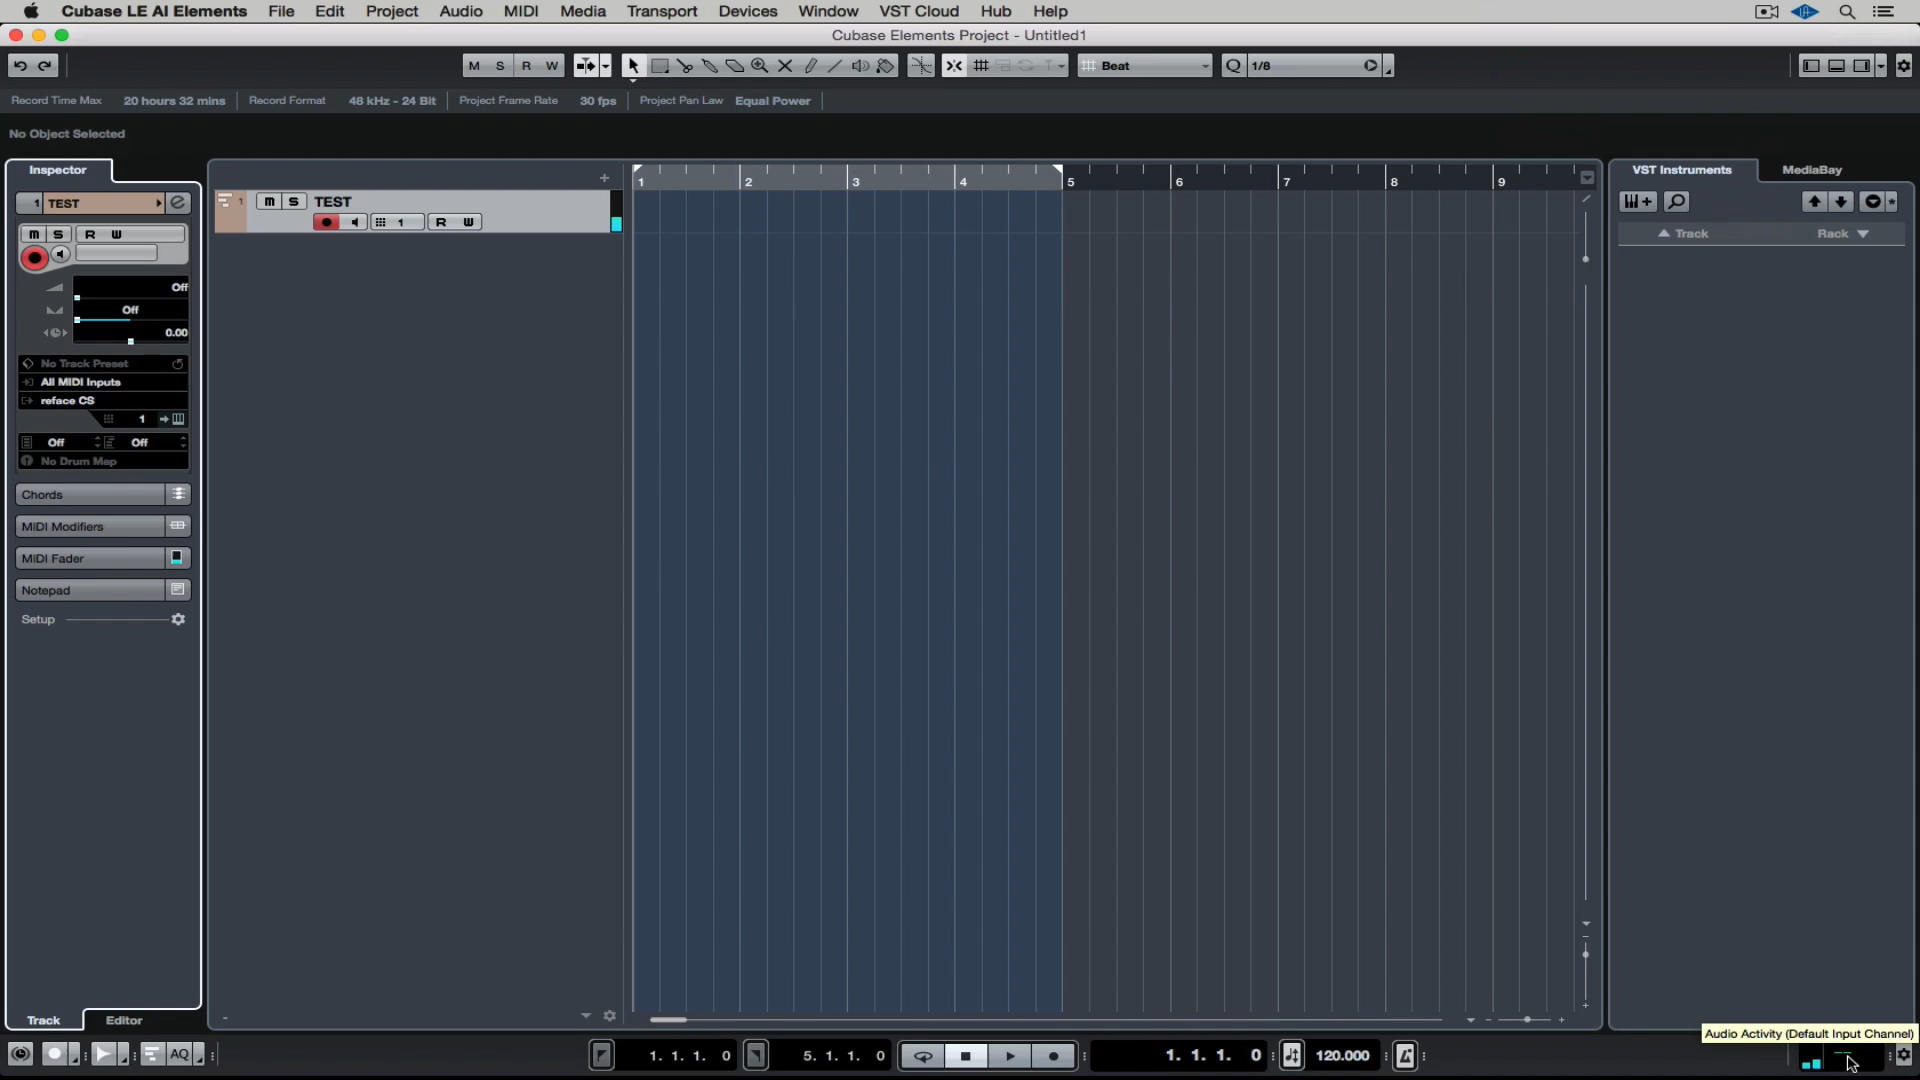 Cubase LE AI Elements File Edit Project Audio MIDI Media Transport Devices Window VST Cloud Hub Help
Cubase Elements Project - Untitled1
M S R W Beat Q 1/8
Record Time Max 20 hours 32 mins Record Format 48 kHz - 24 Bit Project Frame Rate 30 fps Project Pan Law Equal Power
No Object Selected
Inspector
VST Instruments MediaBay
1 2 3 4 5 6 7 8 9
1 TEST
1 m S TEST
1 R W
m S R W
Track Rack
Off
Off
0.00
No Track Preset
All MIDI Inputs
reface CS
1
Off Off
No Drum Map
Chords
MIDI Modifiers
MIDI Fader
Notepad
Setup
Track Editor
Audio Activity (Default Input Channel)
AQ 1. 1. 1. 0 5. 1. 1. 0 1. 1. 1. 0 120.000